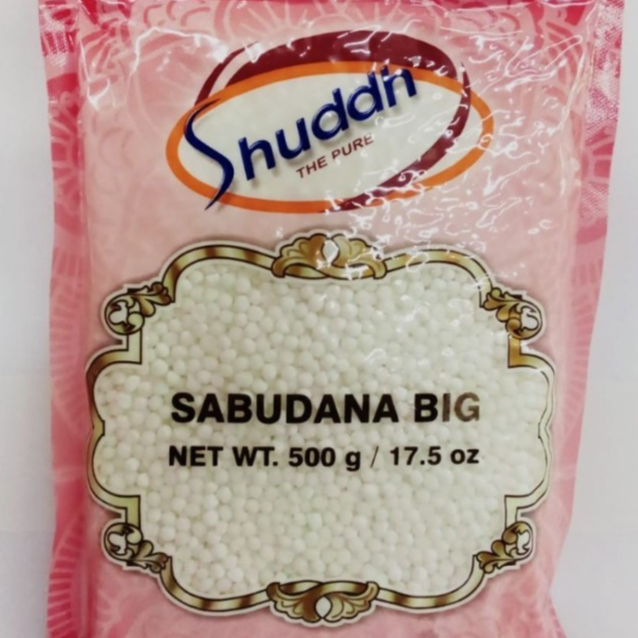 Shuddh
THE PURE
SABUDANA BIG
NET WT. 500 g / 17.5 oz